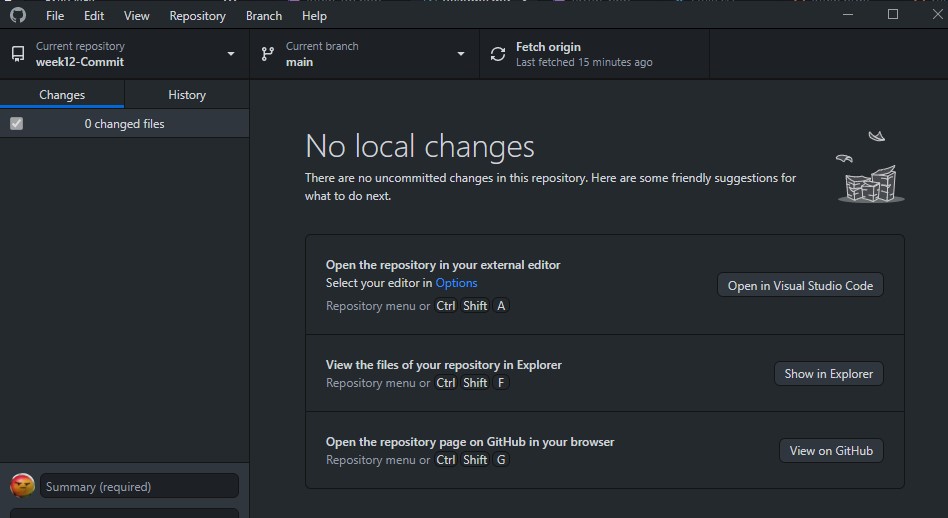 File Edit View Repository Branch Help
Current repository
week12-Commit
Current branch
main
Fetch origin
Last fetched 15 minutes ago
Changes History
0 changed files
No local changes
There are no uncommitted changes in this repository. Here are some friendly suggestions for
what to do next.
Open the repository in your external editor
Select your editor in Options
Repository menu or Ctrl Shift A
Open in Visual Studio Code
View the files of your repository in Explorer
Repository menu or Ctrl Shift F
Show in Explorer
Open the repository page on GitHub in your browser
Repository menu or Ctrl Shift G
View on GitHub
Summary (required)